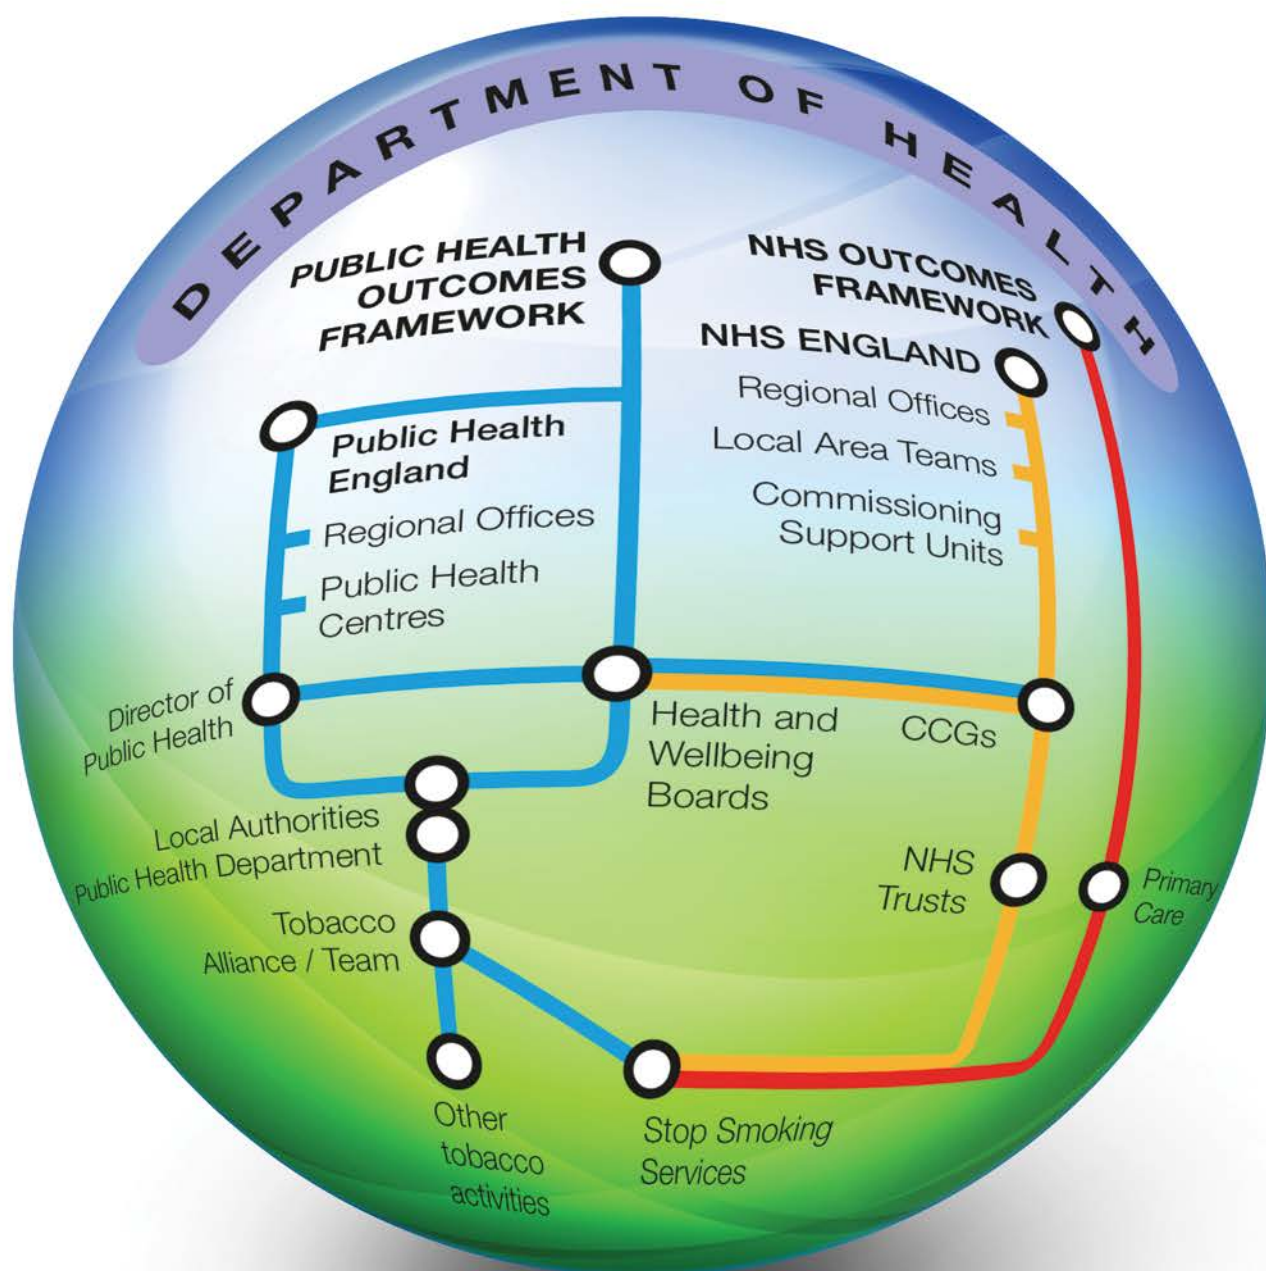 DEPARTMENT OF HEALTH
PUBLIC HEALTH
OUTCOMES
FRAMEWORK
NHS OUTCOMES
FRAMEWORK
NHS ENGLAND
Regional Offices
Local Area Teams
Commissioning
Support Units
Public Health
England
Regional Offices
Public Health
Centres
Director of
Public Health
Health and
Wellbeing
Boards
CCGs
Local Authorities
Public Health Department
NHS
Trusts
Primary
Care
Tobacco
Alliance / Team
Other
tobacco
activities
Stop Smoking
Services